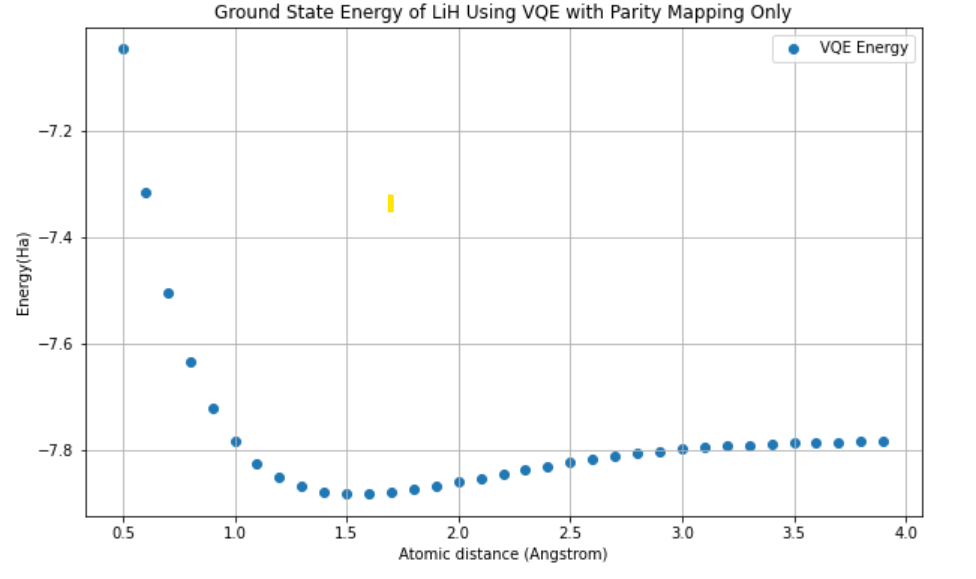 Ground State Energy of LiH Using VQE with Parity Mapping Only
VQE Energy
Energy(Ha)
−7.2
−7.4
−7.6
−7.8
0.5 1.0 1.5 2.0 2.5 3.0 3.5 4.0
Atomic distance (Angstrom)